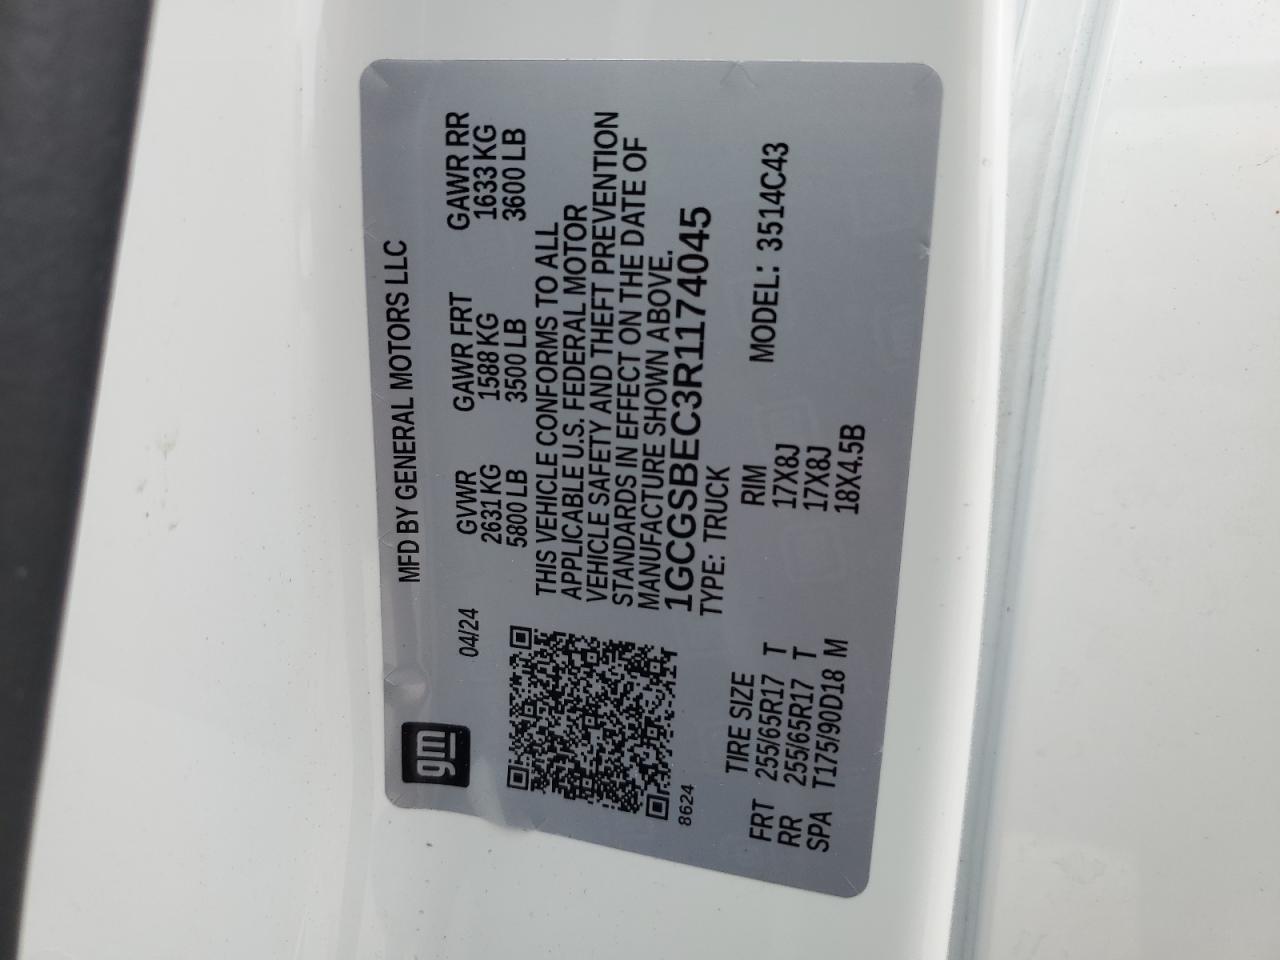 gm
MFD BY GENERAL MOTORS LLC
04/24
GVWR GAWR FRT GAWR RR
2631 KG 1588 KG 1633 KG
5800 LB 3500 LB 3600 LB
THIS VEHICLE CONFORMS TO ALL
APPLICABLE U.S. FEDERAL MOTOR
VEHICLE SAFETY AND THEFT PREVENTION
STANDARDS IN EFFECT ON THE DATE OF
MANUFACTURE SHOWN ABOVE.
1GCGSBEC3R1174045
8624
TYPE: TRUCK
TIRE SIZE RIM MODEL: 3514C43
FRT 255/65R17 T 17X8J
RR 255/65R17 T 17X8J
SPA T175/90D18 M 18X4.5B